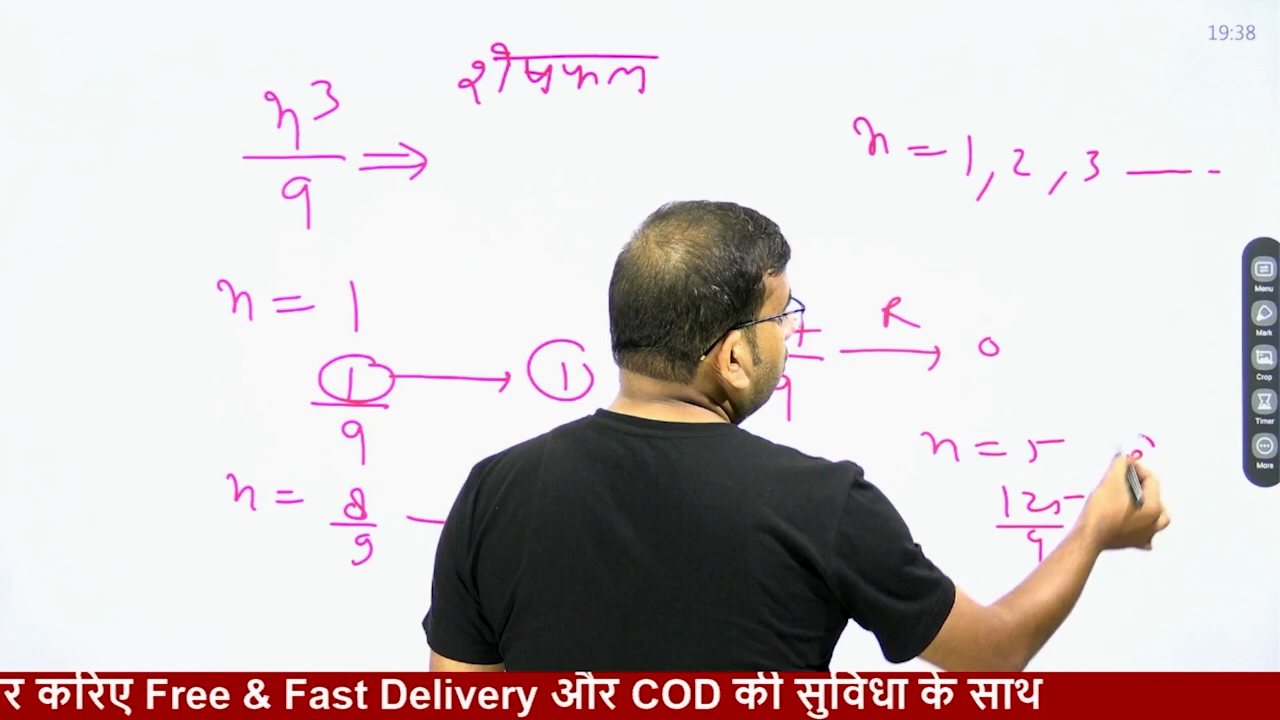 19:38
शेषफल
n³
9 ⇒
n = 1, 2, 3 ——-
n = 1
1 → 1
9
R
9 → 0
n = 5
125
9
n = 8
9
Menu
Mark
Crop
Timer
More
र करिए Free & Fast Delivery और COD की सुविधा के साथ